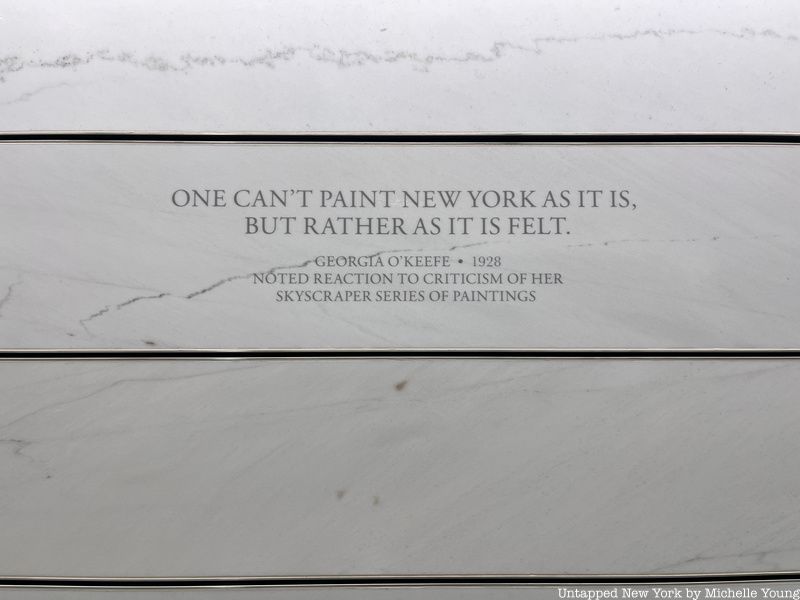 ONE CAN'T PAINT NEW YORK AS IT IS,
BUT RATHER AS IT IS FELT.
GEORGIA O'KEEFE • 1928
NOTED REACTION TO CRITICISM OF HER
SKYSCRAPER SERIES OF PAINTINGS
Untapped New York by Michelle Young